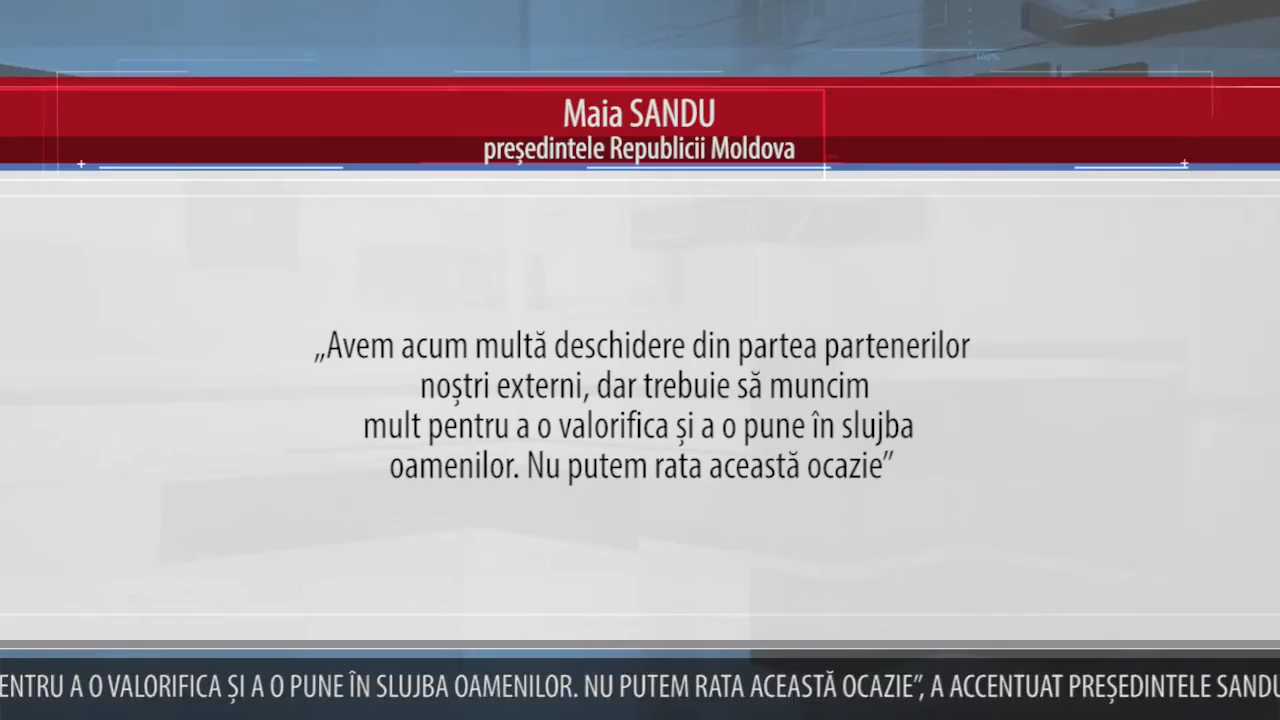 100%
Maia SANDU
președintele Republicii Moldova
„Avem acum multă deschidere din partea partenerilor
noștri externi, dar trebuie să muncim
mult pentru a o valorifica și a o pune în slujba
oamenilor. Nu putem rata această ocazie”
ENTRU A O VALORIFICA ȘI A O PUNE ÎN SLUJBA OAMENILOR. NU PUTEM RATA ACEASTĂ OCAZIE”, A ACCENTUAT PREȘEDINTELE SANDU